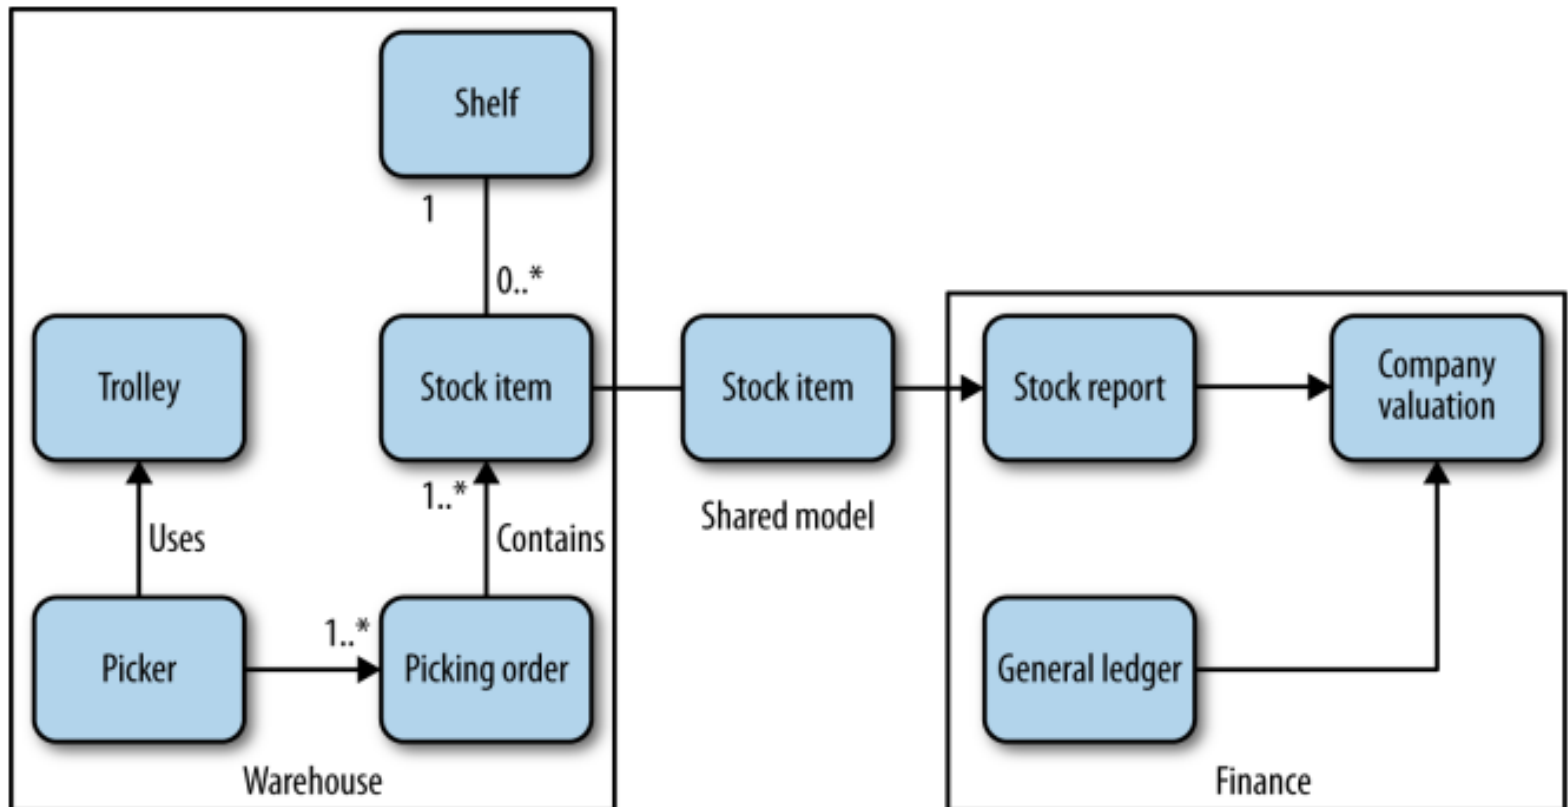 Shelf
1
0..*
Trolley
Stock item
Stock item
Stock report
Company
valuation
1..*
Shared model
Uses
Contains
1..*
Picker
Picking order
General ledger
Warehouse
Finance